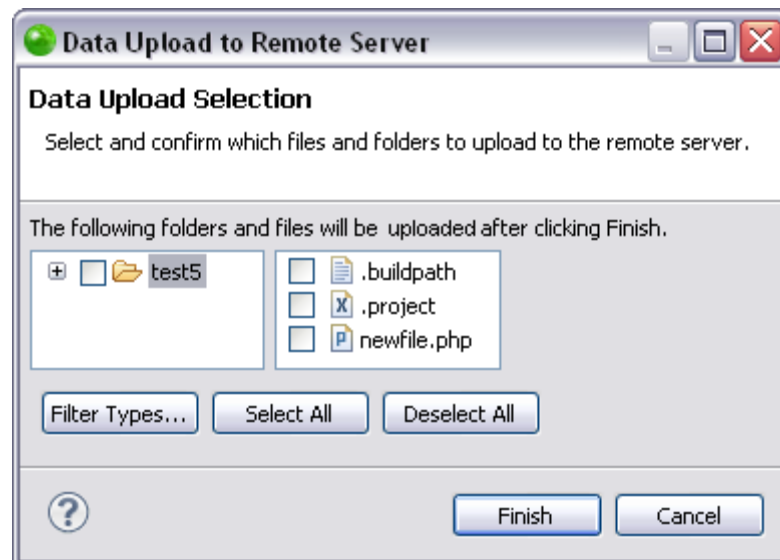 Data Upload to Remote Server
Data Upload Selection
Select and confirm which files and folders to upload to the remote server.
The following folders and files will be uploaded after clicking Finish.
test5
.buildpath
.project
newfile.php
Filter Types...
Select All
Deselect All
?
Finish
Cancel